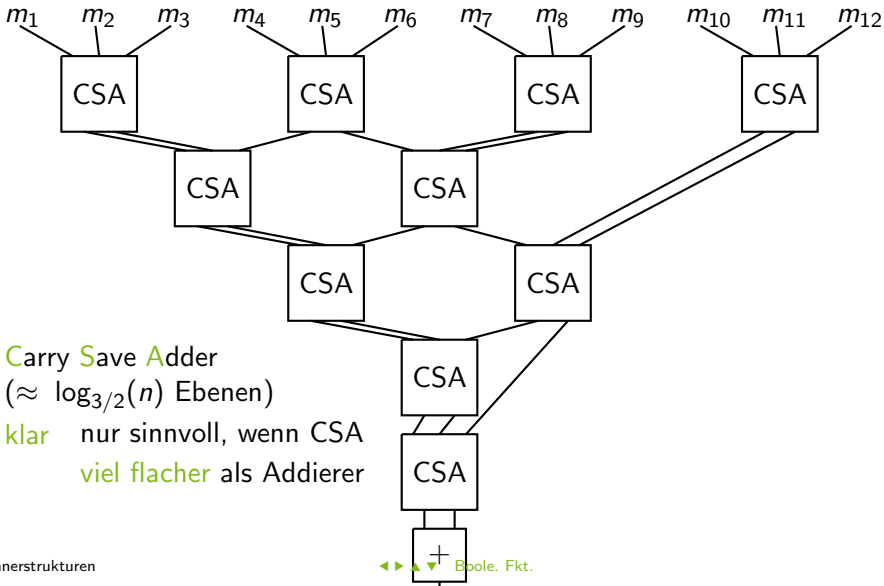 m1 m2 m3 m4 m5 m6 m7 m8 m9 m10 m11 m12
CSA CSA CSA CSA
CSA CSA
CSA CSA
Carry Save Adder
CSA
(≈ log3/2(n) Ebenen)
klar nur sinnvoll, wenn CSA
CSA
viel flacher als Addierer
+
nnerstrukturen Boole. Fkt.